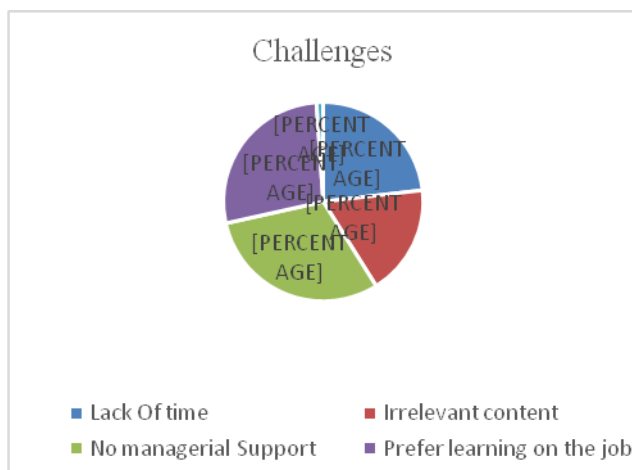 Challenges
[PERCENT
AGE]
[PERCENT
AGE]
[PERCENT
AGE]
[PERCENT
AGE]
[PERCENT
AGE]
Lack Of time
Irrelevant content
No managerial Support
Prefer learning on the job